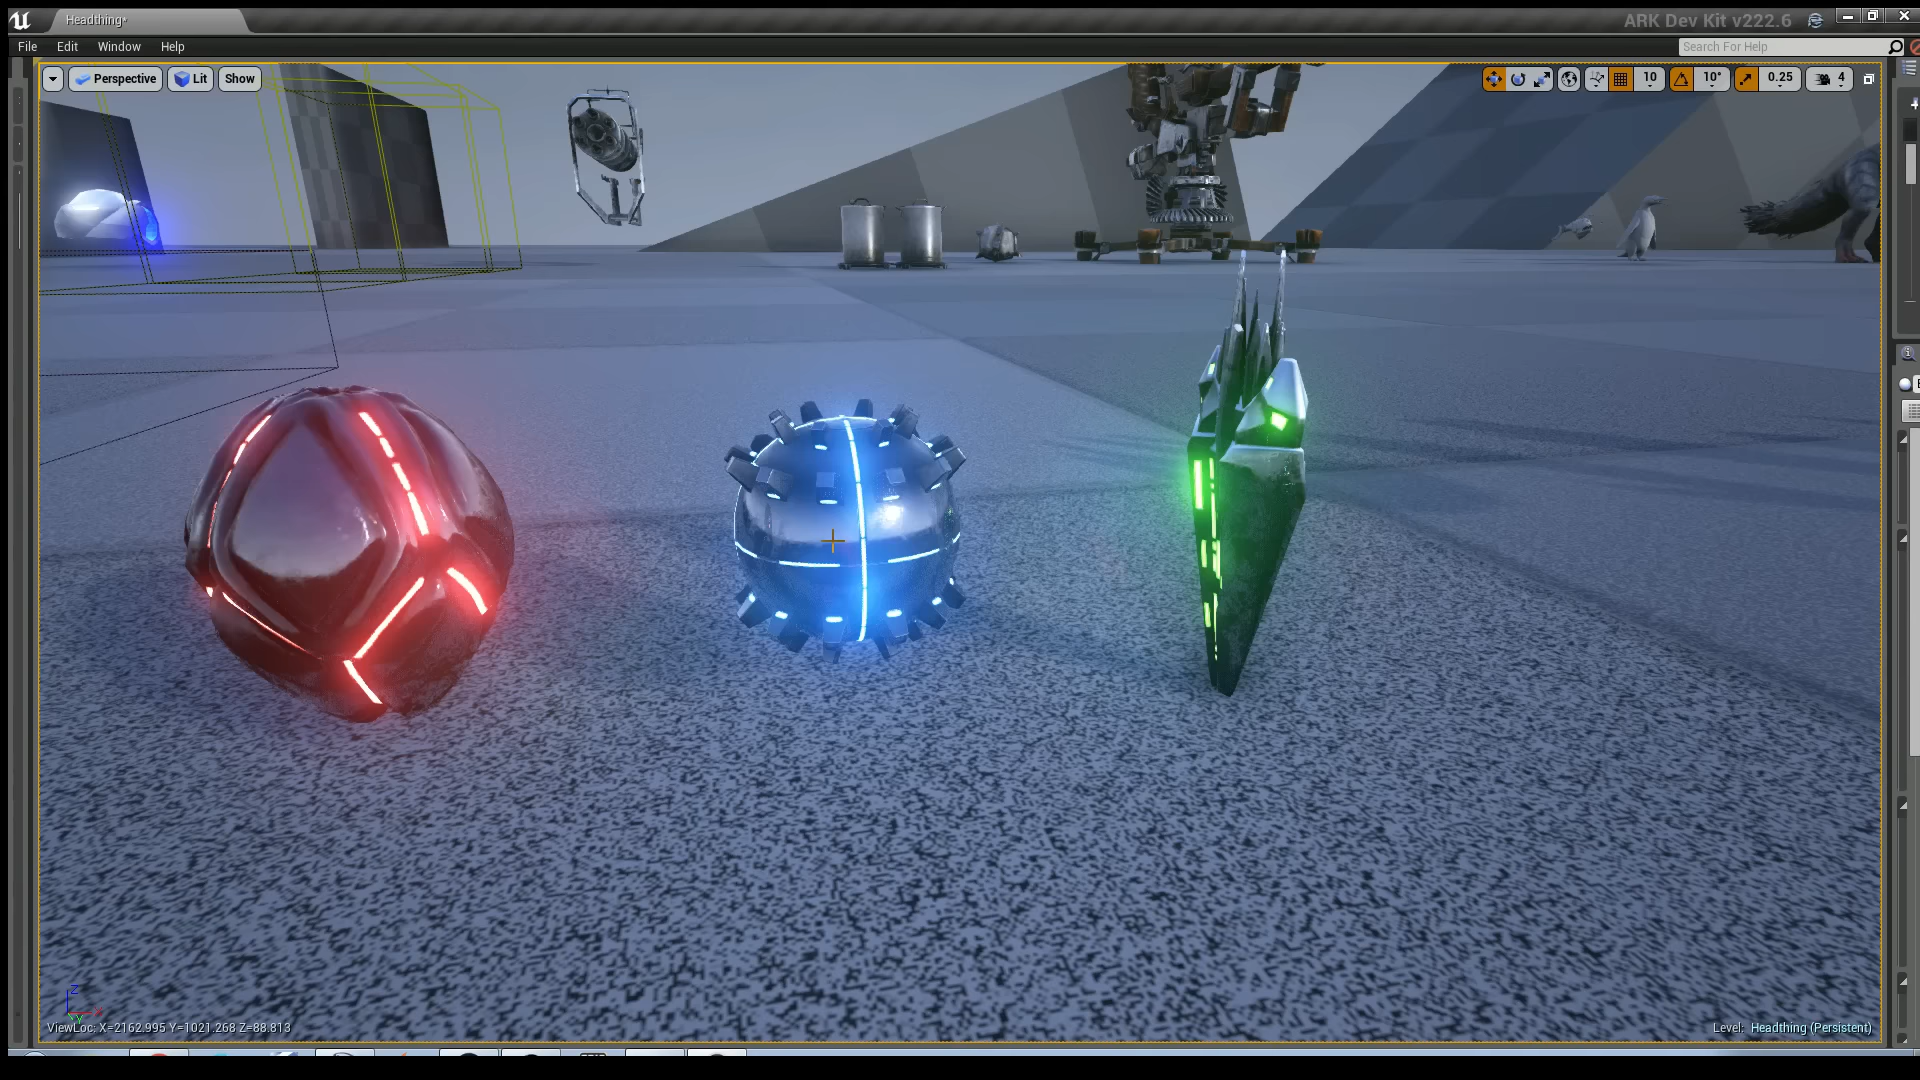 Headthing*
ARK Dev Kit v222.6
File Edit Window Help
Search For Help
Perspective Lit Show
10 10° 0.25 4
Z
Y X
ViewLoc: X=2162.995 Y=1021.268 Z=88.813
Level: Headthing (Persistent)